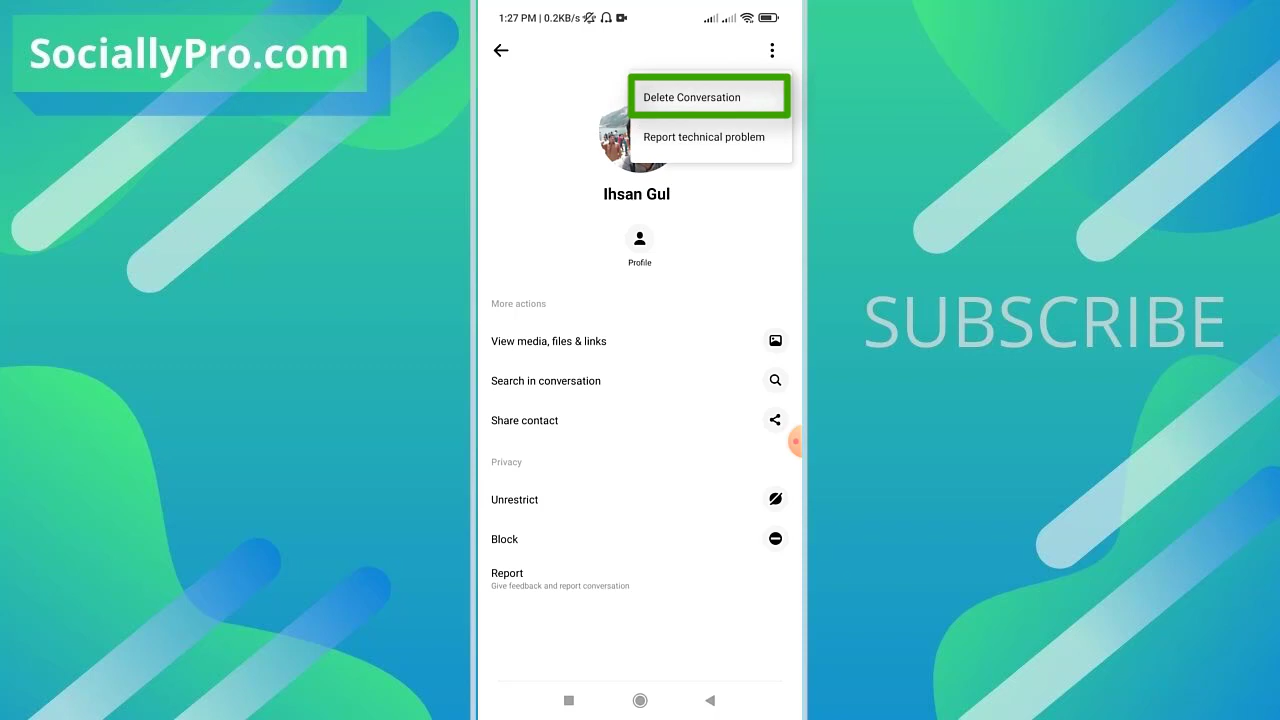 SociallyPro.com
1:27 PM | 0.2KB/s
Delete Conversation
Report technical problem
Ihsan Gul
Profile
More actions
View media, files & links
Search in conversation
Share contact
Privacy
Unrestrict
Block
Report
Give feedback and report conversation
SUBSCRIBE